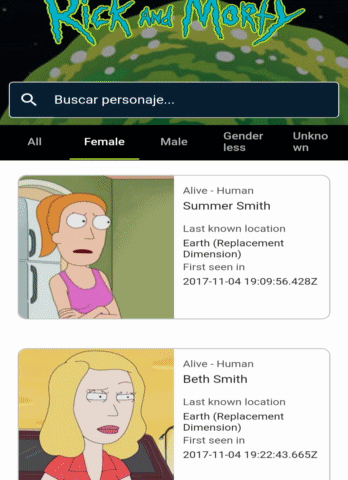 Rick AND Morty
Buscar personaje...
All
Female
Male
Gender
less
Unkno
wn
Alive - Human
Summer Smith
Last known location
Earth (Replacement
Dimension)
First seen in
2017-11-04 19:09:56.428Z
Alive - Human
Beth Smith
Last known location
Earth (Replacement
Dimension)
First seen in
2017-11-04 19:22:43.665Z